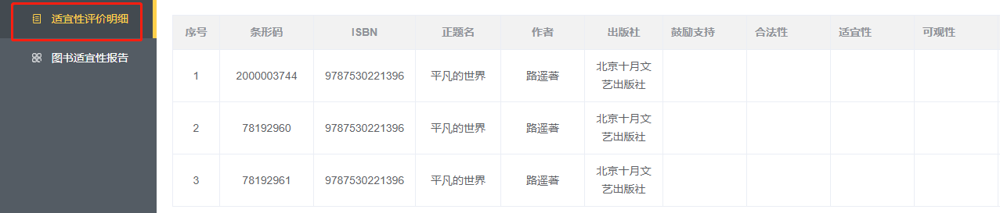 适宜性评价明细
图书适宜性报告
序号 条形码 ISBN 正题名 作者 出版社 鼓励支持 合法性 适宜性 可观性
1 2000003744 9787530221396 平凡的世界 路遥著 北京十月文
艺出版社
2 78192960 9787530221396 平凡的世界 路遥著 北京十月文
艺出版社
3 78192961 9787530221396 平凡的世界 路遥著 北京十月文
艺出版社